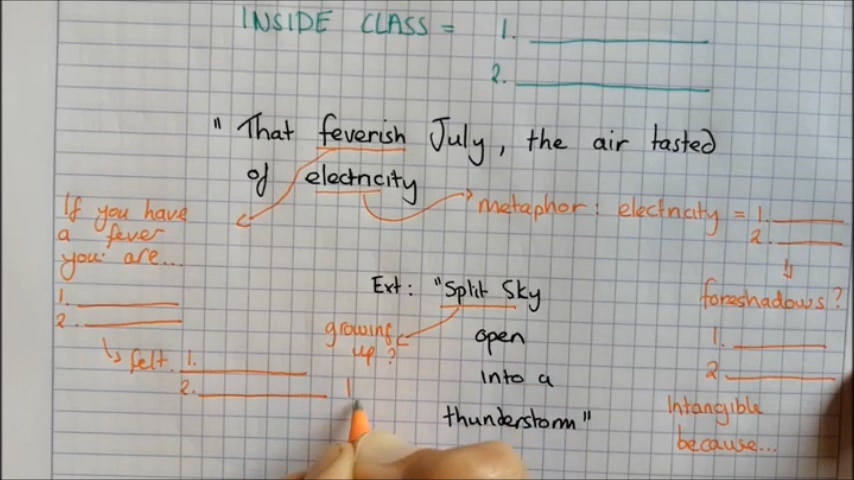 INSIDE CLASS = 1.
2.
" That feverish July, the air tasted
of electricity
metaphor: electricity = 1.
2.
If you have
a fever
you are...
1.
2.
felt. 1.
2.
Ext: "Split Sky
open
into a
thunderstorm"
growing
up?
1
foreshadows?
1.
2
Intangible
because...